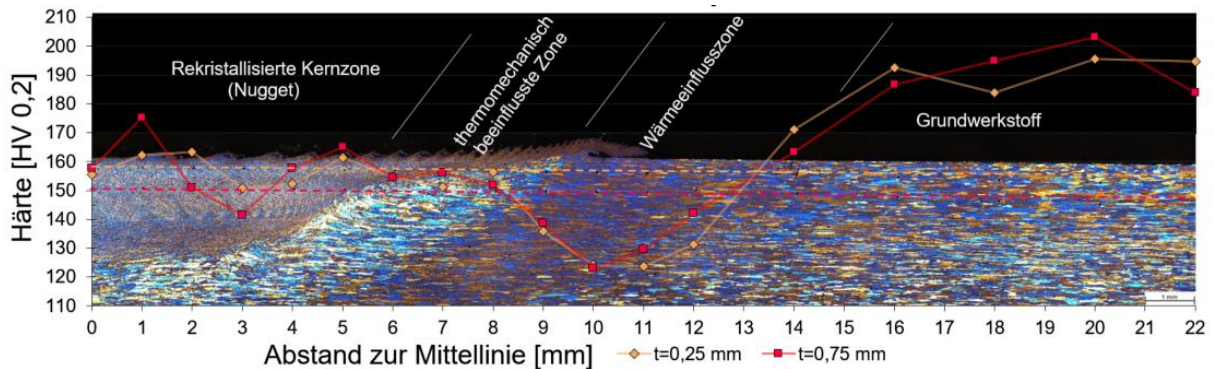 210
200
190
180
170
160
150
140
130
120
110
Härte [HV 0,2]
Rekristallisierte Kernzone
(Nugget)
thermomechanisch
beeinflusste Zone
Wärmeeinflusszone
Grundwerkstoff
1 mm
0 1 2 3 4 5 6 7 8 9 10 11 12 13 14 15 16 17 18 19 20 21 22
Abstand zur Mittellinie [mm]
t=0,25 mm
t=0,75 mm